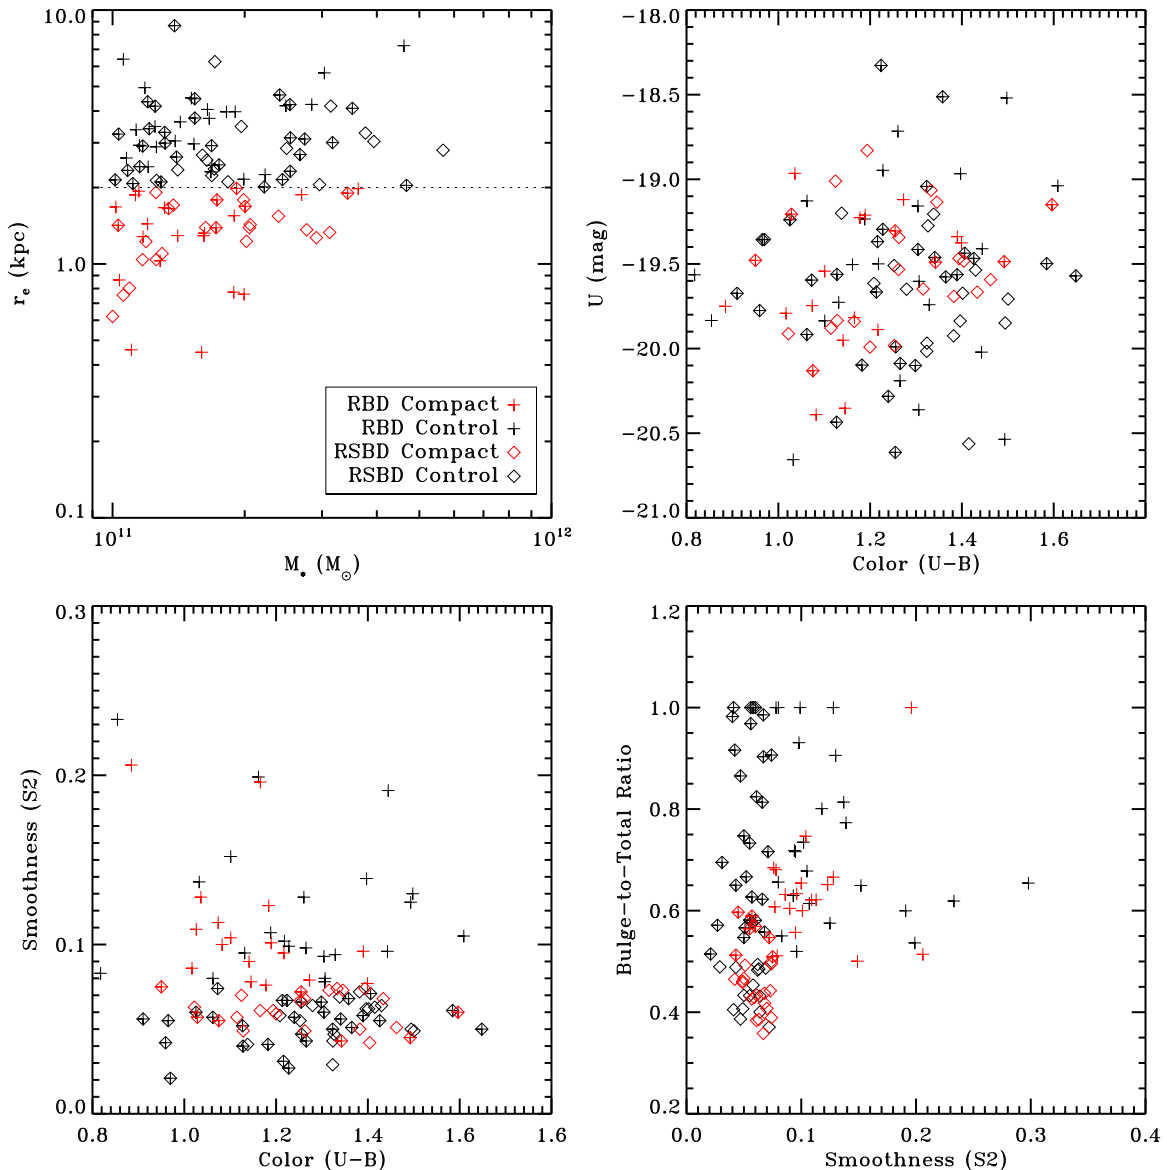 10.0
1.0
0.1
r_e (kpc)
10^11
10^12
M_* (M_⊙)
RBD Compact
RBD Control
RSBD Compact
RSBD Control
−18.0
−18.5
−19.0
−19.5
−20.0
−20.5
−21.0
U (mag)
0.8 1.0 1.2 1.4 1.6
Color (U−B)
0.3
0.2
0.1
0.0
Smoothness (S2)
0.8 1.0 1.2 1.4 1.6 1.6
Color (U−B)
1.2
1.0
0.8
0.6
0.4
0.2
Bulge−to−Total Ratio
0.0 0.1 0.2 0.3 0.4
Smoothness (S2)